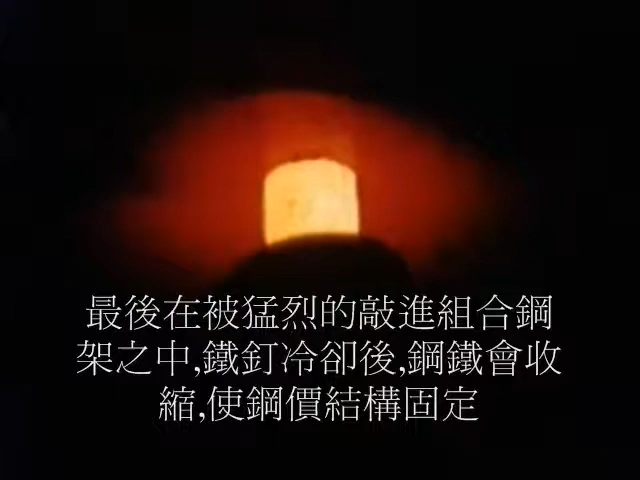 最後在被猛烈的敲進組合鋼
架之中,鐵釘冷卻後,鋼鐵會收
縮,使鋼價結構固定